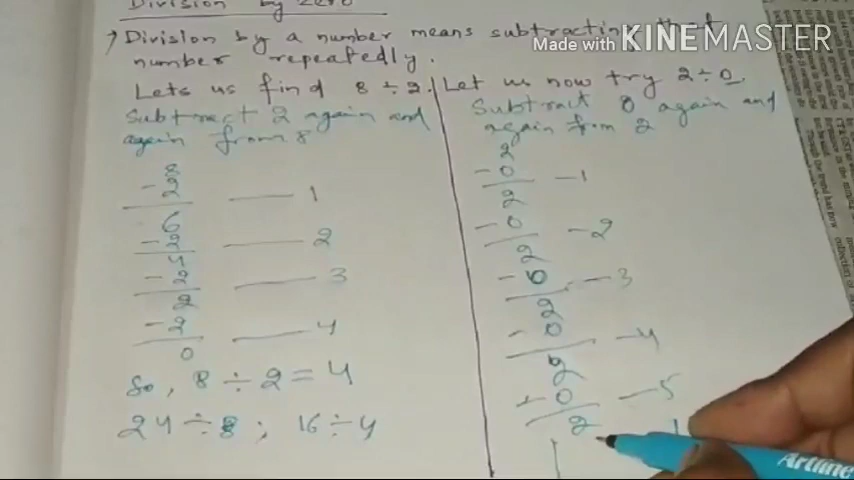 Division by zero
Division by a number means subtracting that
number repeatedly.
Made with KINEMASTER
Lets us find 8 ÷ 2.
Subtract 2 again and
again from 8
8
- 2 —— 1
6
- 2 —— 2
4
- 2 —— 3
2
- 2 —— 4
0
So, 8 ÷ 2 = 4
24 ÷ 8 ; 16 ÷ 4
Let us now try 2 ÷ 0
Subtract 0 again and
again from 2
2
- 0 — 1
2
- 0 — 2
2
- 0 — 3
2
- 0 — 4
2
- 0 — 5
2
Artline